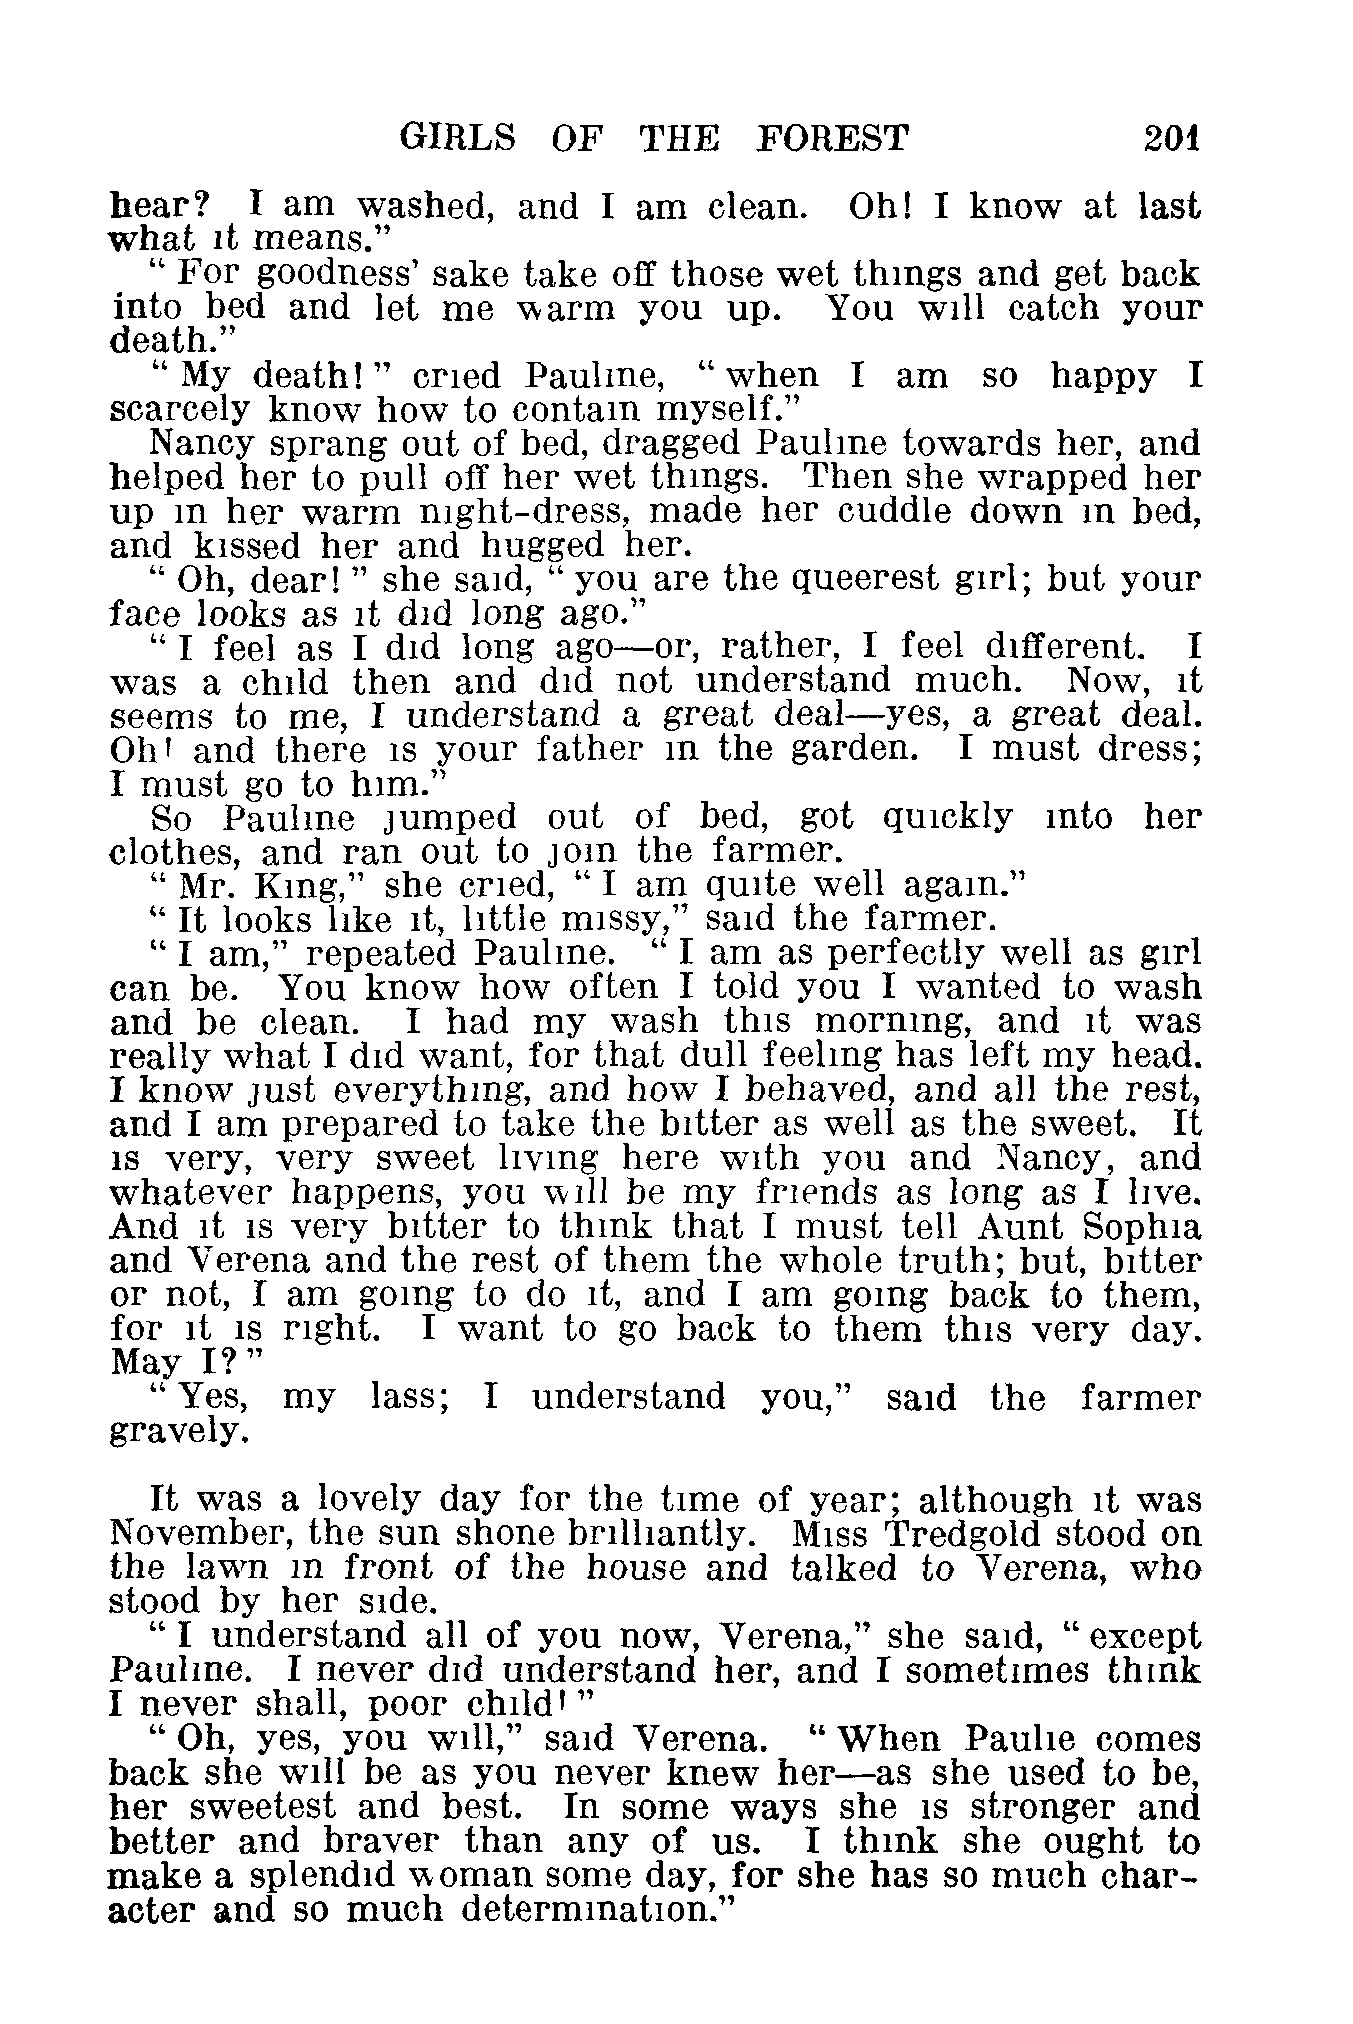 GIRLS OF THE FOREST 201
hear? I am washed, and I am clean. Oh! I know at last
what it means.”
“For goodness’ sake take off those wet things and get back
into bed and let me warm you up. You will catch your
death.”
“My death!” cried Pauline, “when I am so happy I
scarcely know how to contain myself.”
Nancy sprang out of bed, dragged Pauline towards her, and
helped her to pull off her wet things. Then she wrapped her
up in her warm night-dress, made her cuddle down in bed,
and kissed her and hugged her.
“Oh, dear!” she said, “you are the queerest girl; but your
face looks as it did long ago.”
“I feel as I did long ago—or, rather, I feel different. I
was a child then and did not understand much. Now, it
seems to me, I understand a great deal—yes, a great deal.
Oh! and there is your father in the garden. I must dress;
I must go to him.”
So Pauline jumped out of bed, got quickly into her
clothes, and ran out to join the farmer.
“Mr. King,” she cried, “I am quite well again.”
“It looks like it, little missy,” said the farmer.
“I am,” repeated Pauline. “I am as perfectly well as girl
can be. You know how often I told you I wanted to wash
and be clean. I had my wash this morning, and it was
really what I did want, for that dull feeling has left my head.
I know just everything, and how I behaved, and all the rest,
and I am prepared to take the bitter as well as the sweet. It
is very, very sweet living here with you and Nancy, and
whatever happens, you will be my friends as long as I live.
And it is very bitter to think that I must tell Aunt Sophia
and Verena and the rest of them the whole truth; but, bitter
or not, I am going to do it, and I am going back to them,
for it is right. I want to go back to them this very day.
May I?”
“Yes, my lass; I understand you,” said the farmer
gravely.
It was a lovely day for the time of year; although it was
November, the sun shone brilliantly. Miss Tredgold stood on
the lawn in front of the house and talked to Verena, who
stood by her side.
“I understand all of you now, Verena,” she said, “except
Pauline. I never did understand her, and I sometimes think
I never shall, poor child!”
“Oh, yes, you will,” said Verena. “When Paulie comes
back she will be as you never knew her—as she used to be,
her sweetest and best. In some ways she is stronger and
better and braver than any of us. I think she ought to
make a splendid woman some day, for she has so much char-
acter and so much determination.”